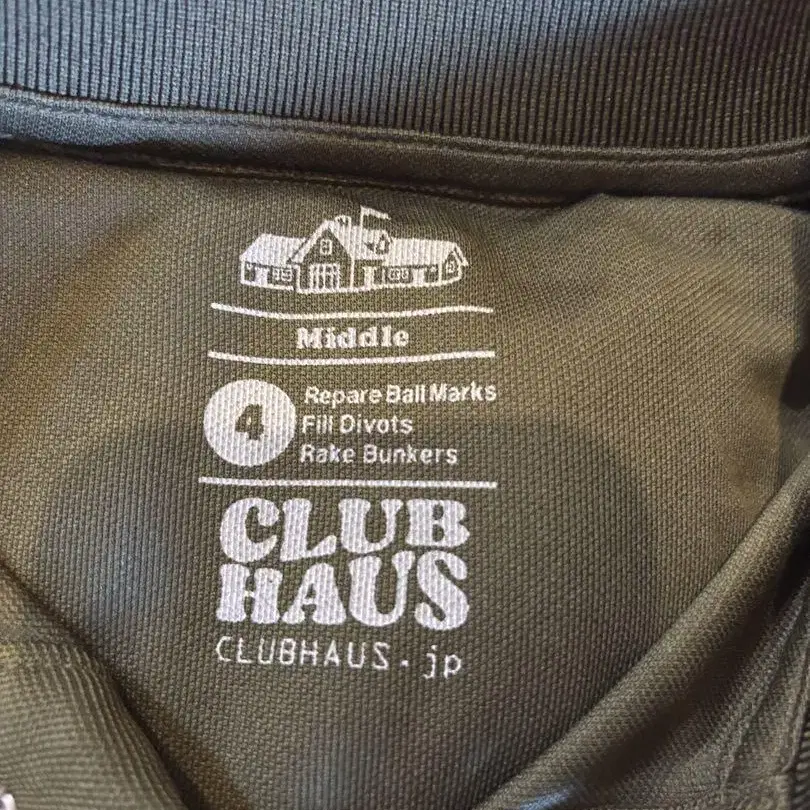 Middle
4
Repare Ball Marks
Fill Divots
Rake Bunkers
CLUB
HAUS
CLUBHAUS.jp